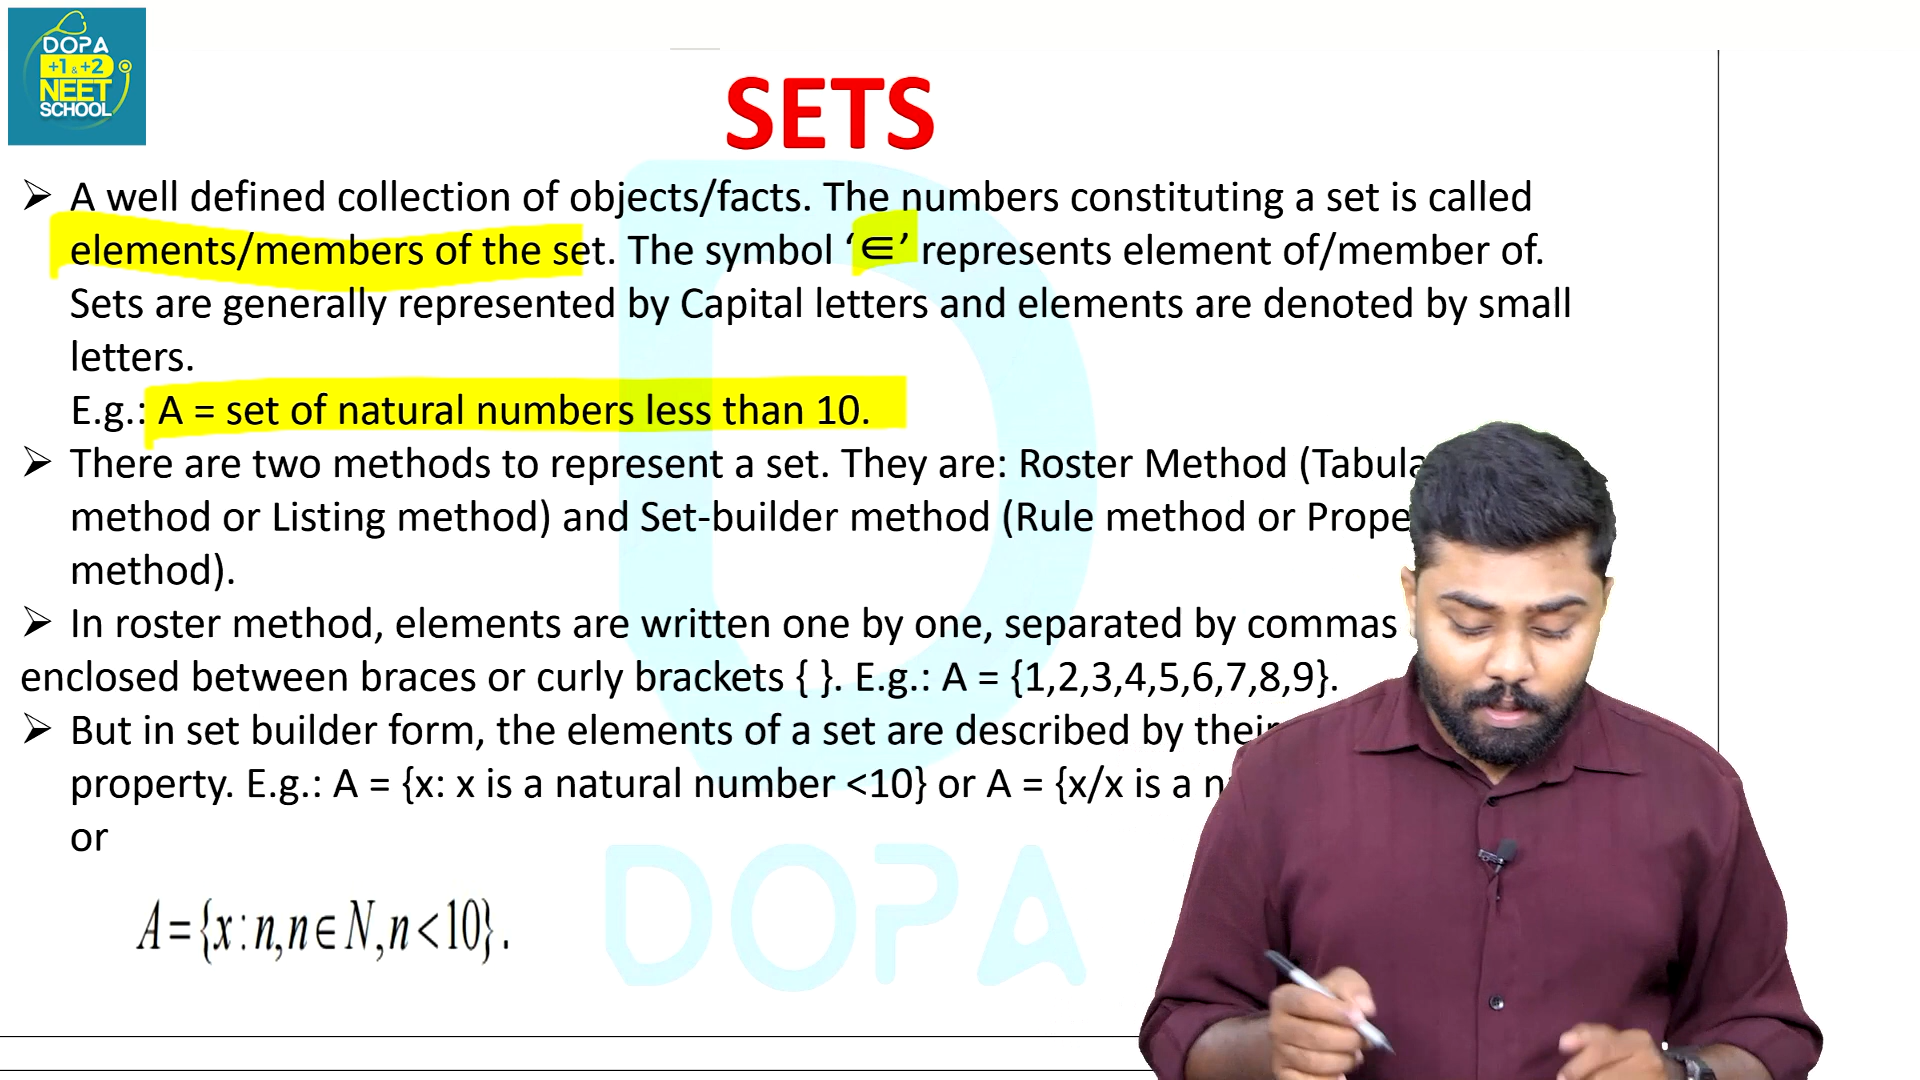 DOPA
+1 & +2
NEET
SCHOOL
SETS
➢ A well defined collection of objects/facts. The numbers constituting a set is called
elements/members of the set. The symbol ‘∈’ represents element of/member of.
Sets are generally represented by Capital letters and elements are denoted by small
letters.
E.g.: A = set of natural numbers less than 10.
➢ There are two methods to represent a set. They are: Roster Method
method or Listing method) and Set-builder method (Rule method or
method).
➢ In roster method, elements are written one by one, separated by commas
enclosed between braces or curly brackets { }. E.g.: A = {1,2,3,4,5,6,7,8,9}.
➢ But in set builder form, the elements of a set are described by their
property. E.g.: A = {x: x is a natural number <10} or A = {x/x is a
or
A={x:n,n∈N,n<10}.
DOPA